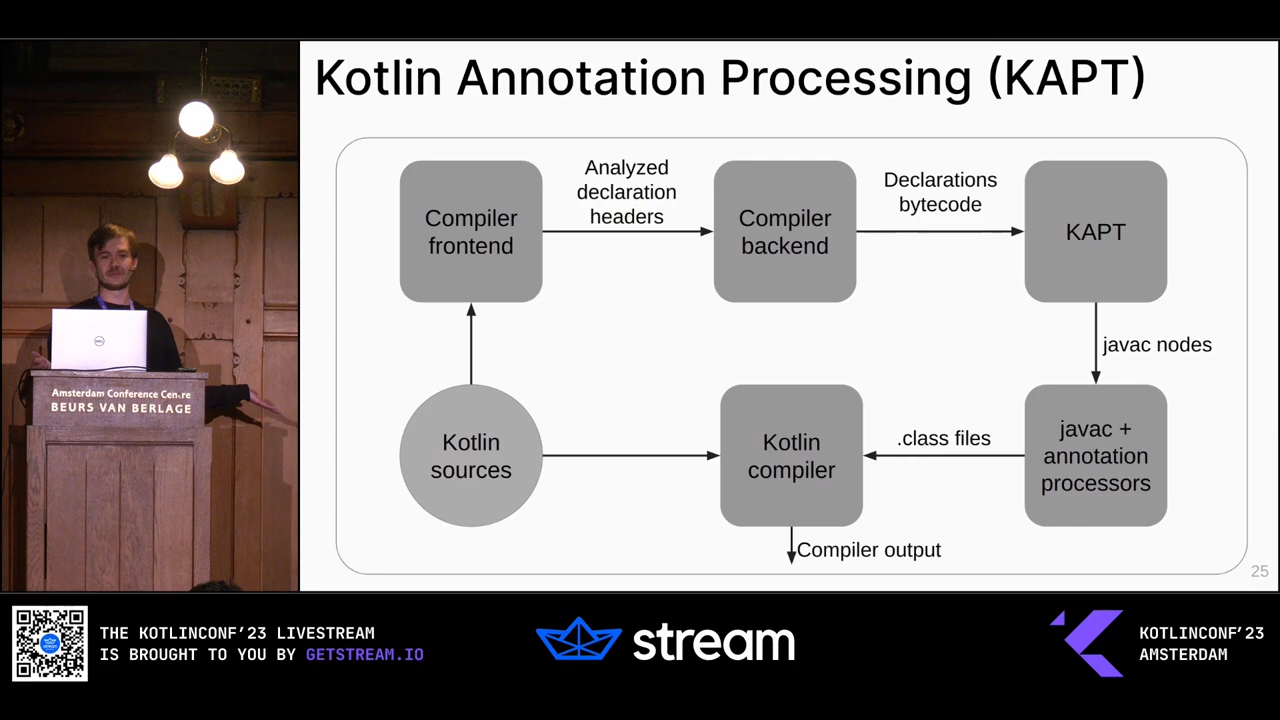 Kotlin Annotation Processing (KAPT)
Analyzed
declaration
headers
Declarations
bytecode
Compiler
frontend
Compiler
backend
KAPT
javac nodes
Kotlin
sources
Kotlin
compiler
.class files
javac +
annotation
processors
Compiler output
25
Amsterdam Conference Centre
BEURS VAN BERLAGE
THE KOTLINCONF'23 LIVESTREAM
IS BROUGHT TO YOU BY GETSTREAM.IO
stream
KOTLINCONF'23
AMSTERDAM